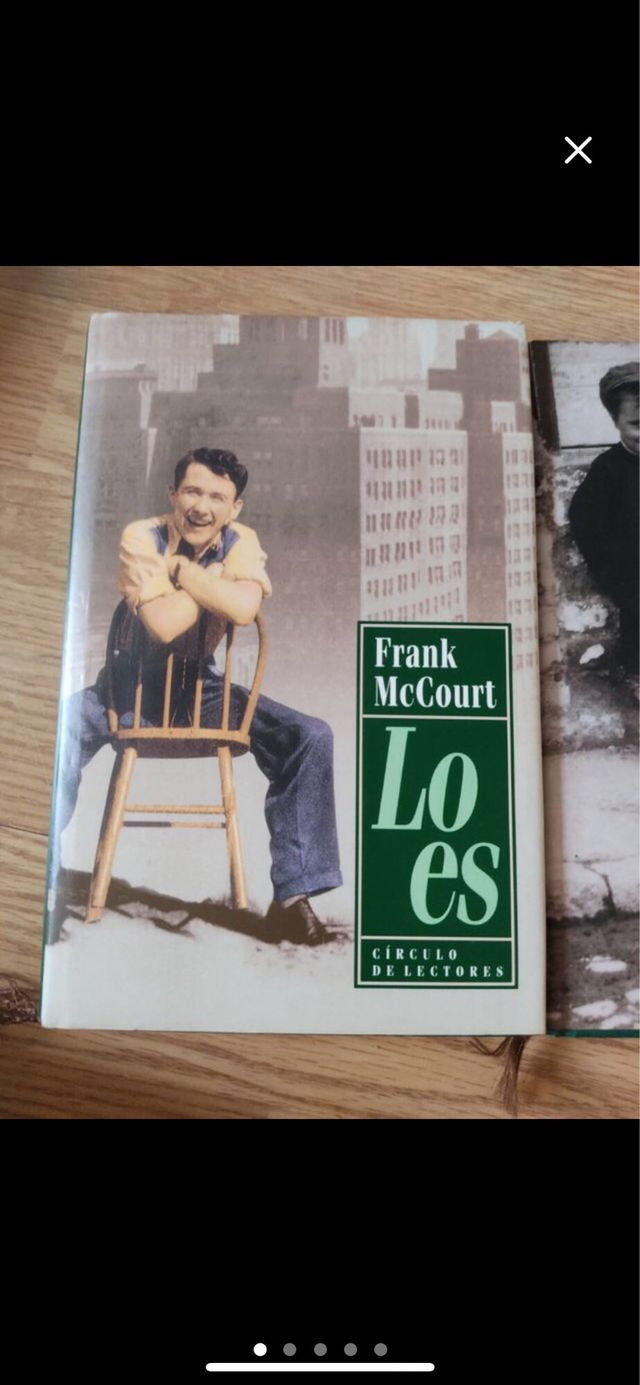 Frank
McCourt
Lo
es
CÍRCULO
DE LECTORES